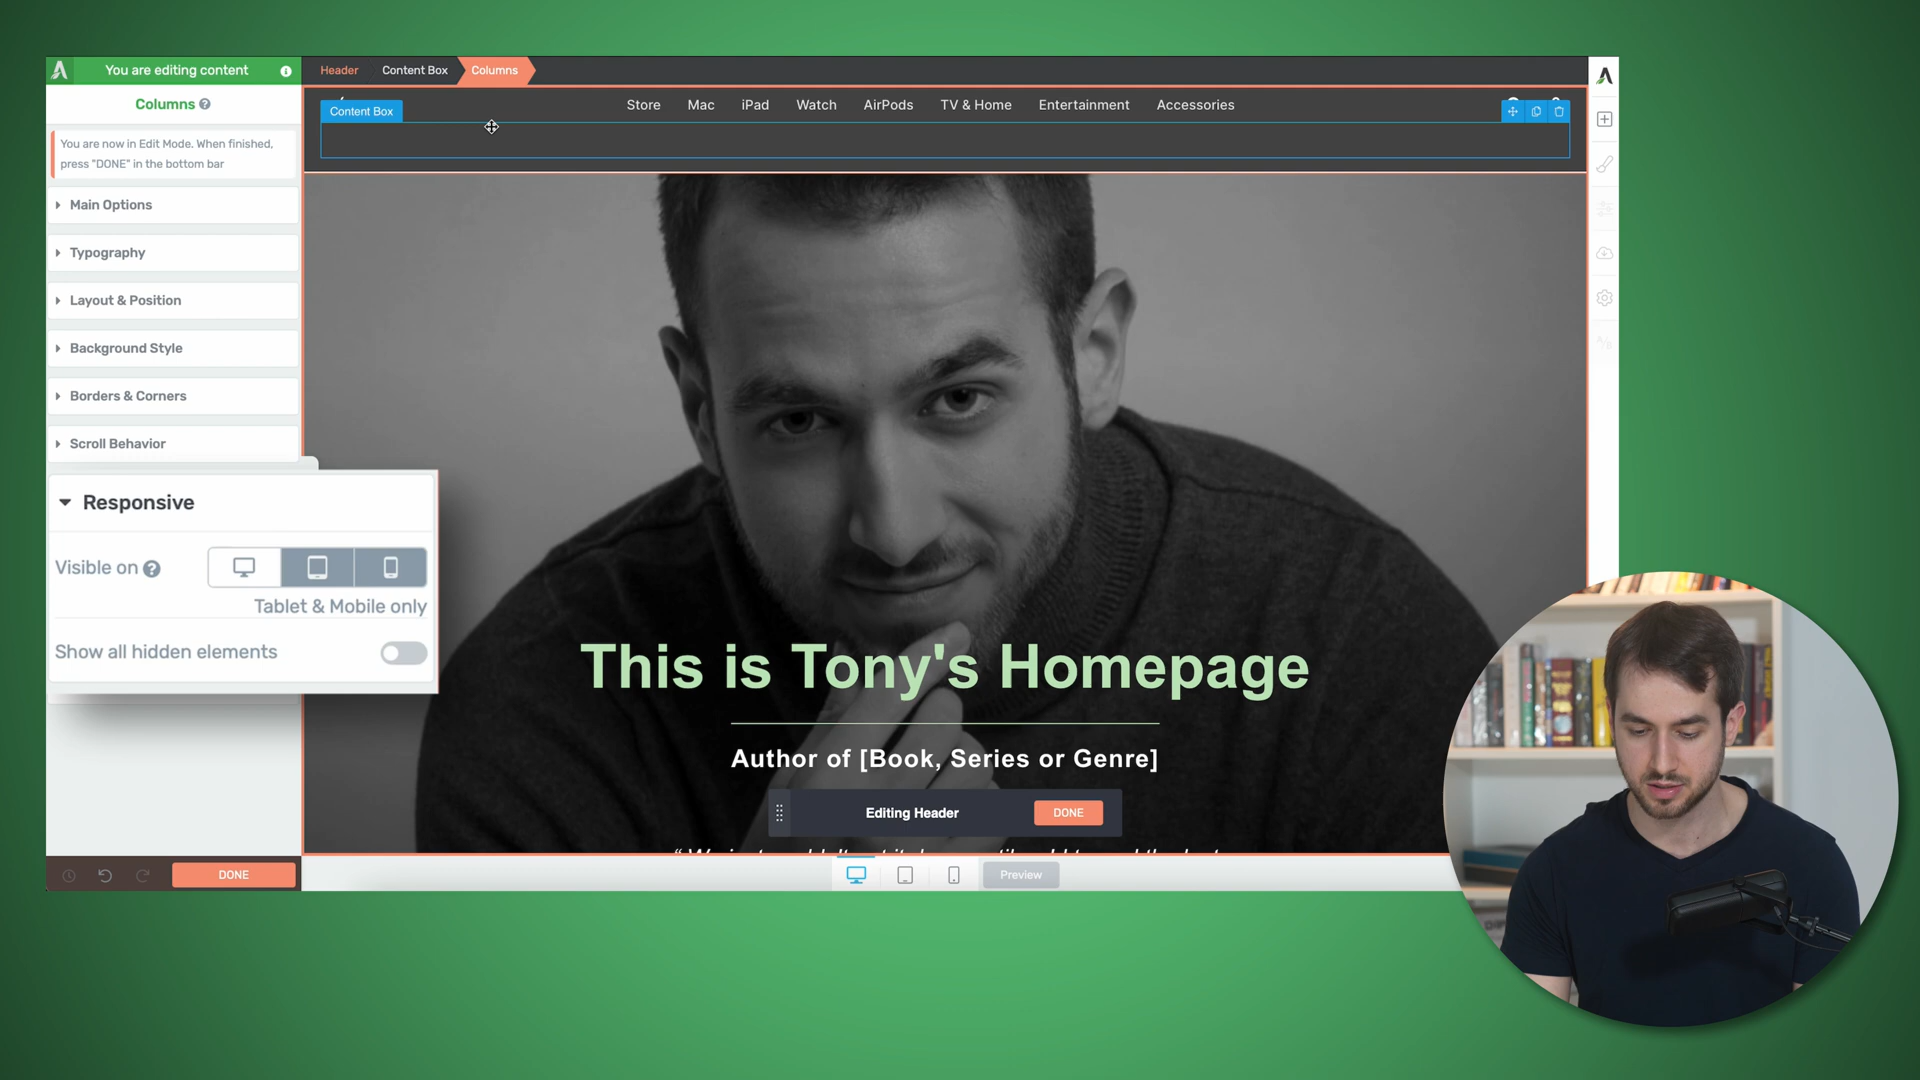 You are editing content
Header
Content Box
Columns
Columns
You are now in Edit Mode. When finished,
press "DONE" in the bottom bar
Main Options
Typography
Layout & Position
Background Style
Borders & Corners
Scroll Behavior
Responsive
Visible on
Tablet & Mobile only
Show all hidden elements
DONE
Content Box
Store
Mac
iPad
Watch
AirPods
TV & Home
Entertainment
Accessories
This is Tony's Homepage
Author of [Book, Series or Genre]
Editing Header
DONE
Preview